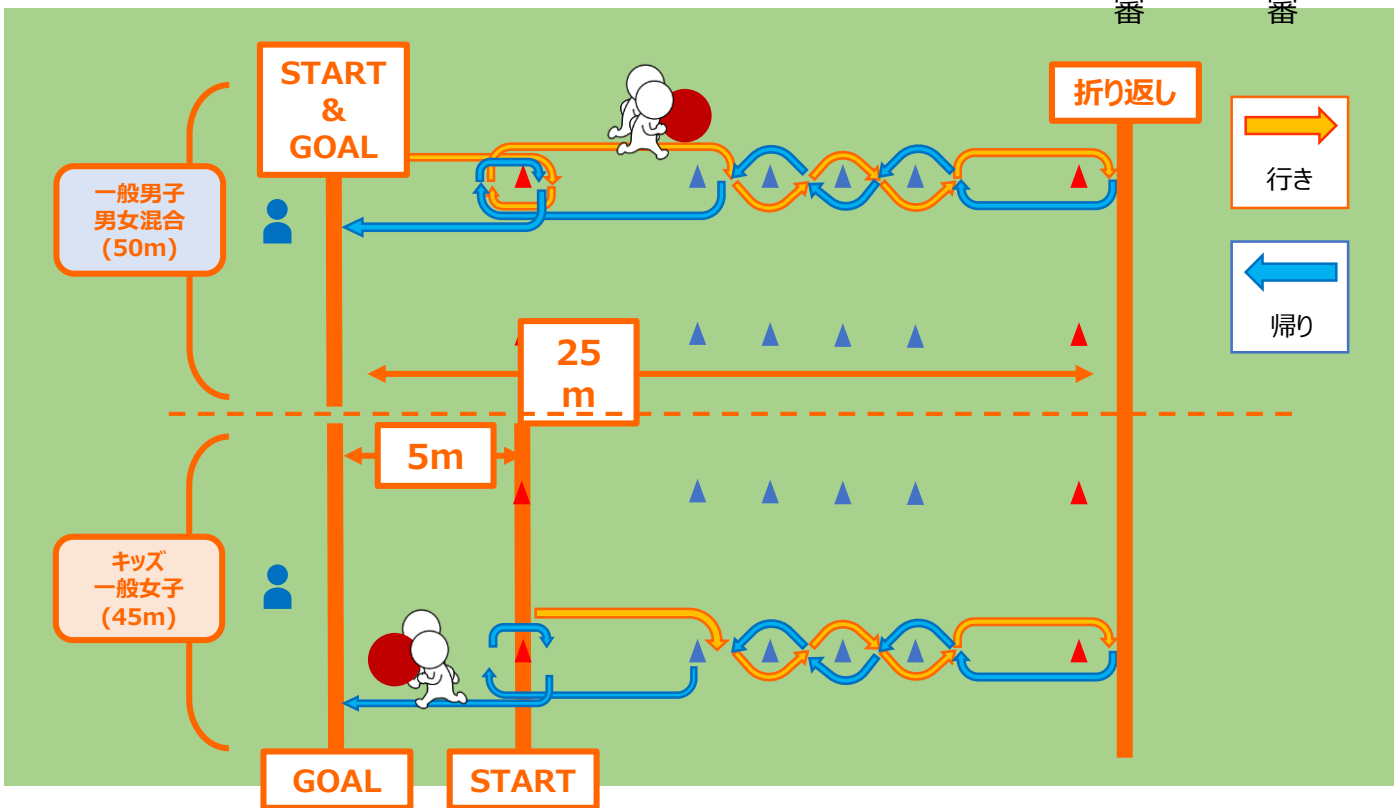 番
番
START
&
GOAL
折り返し
行き
一般男子
男女混合
(50m)
帰り
25
m
5m
キッズ
一般女子
(45m)
GOAL
START